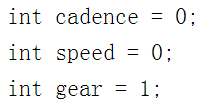 int cadence = 0;
int speed = 0;
int gear = 1;